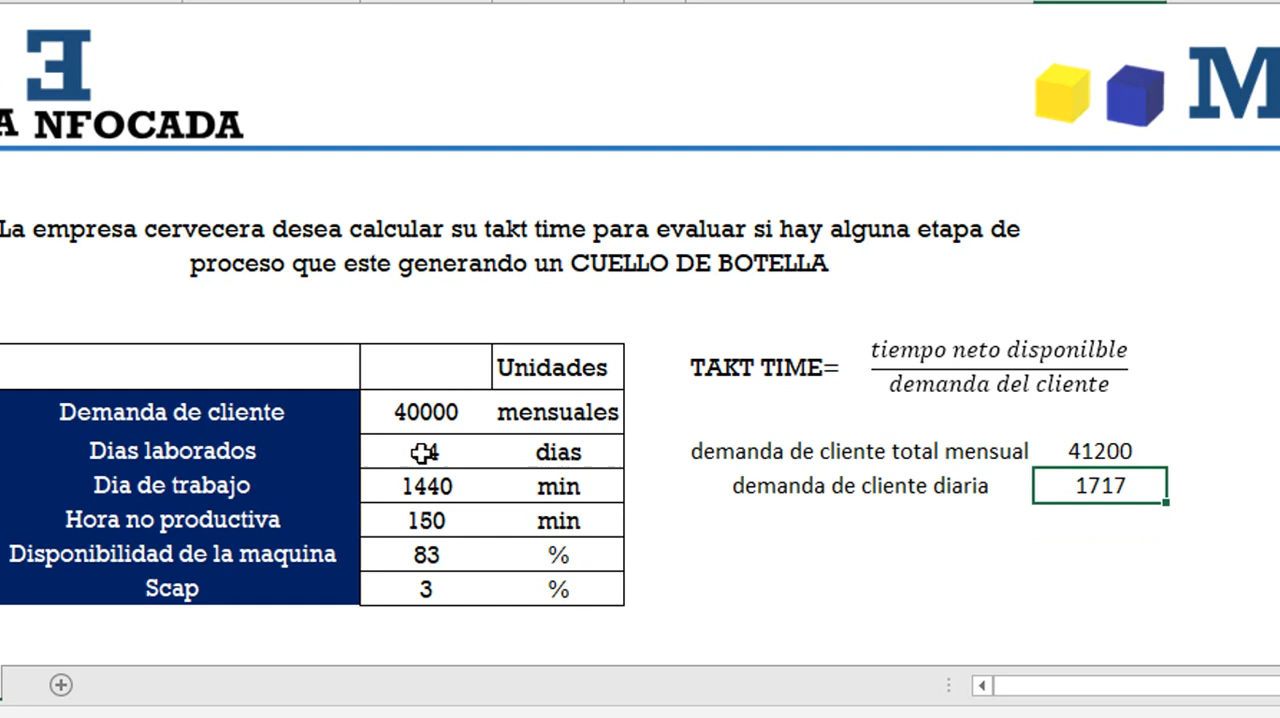 E
A NFOCADA
M
La empresa cervecera desea calcular su takt time para evaluar si hay alguna etapa de
proceso que este generando un CUELLO DE BOTELLA
Unidades
Demanda de cliente 40000 mensuales
Dias laborados 4 dias
Dia de trabajo 1440 min
Hora no productiva 150 min
Disponibilidad de la maquina 83 %
Scap 3 %
TAKT TIME= tiempo neto disponilble
demanda del cliente
demanda de cliente total mensual 41200
demanda de cliente diaria 1717